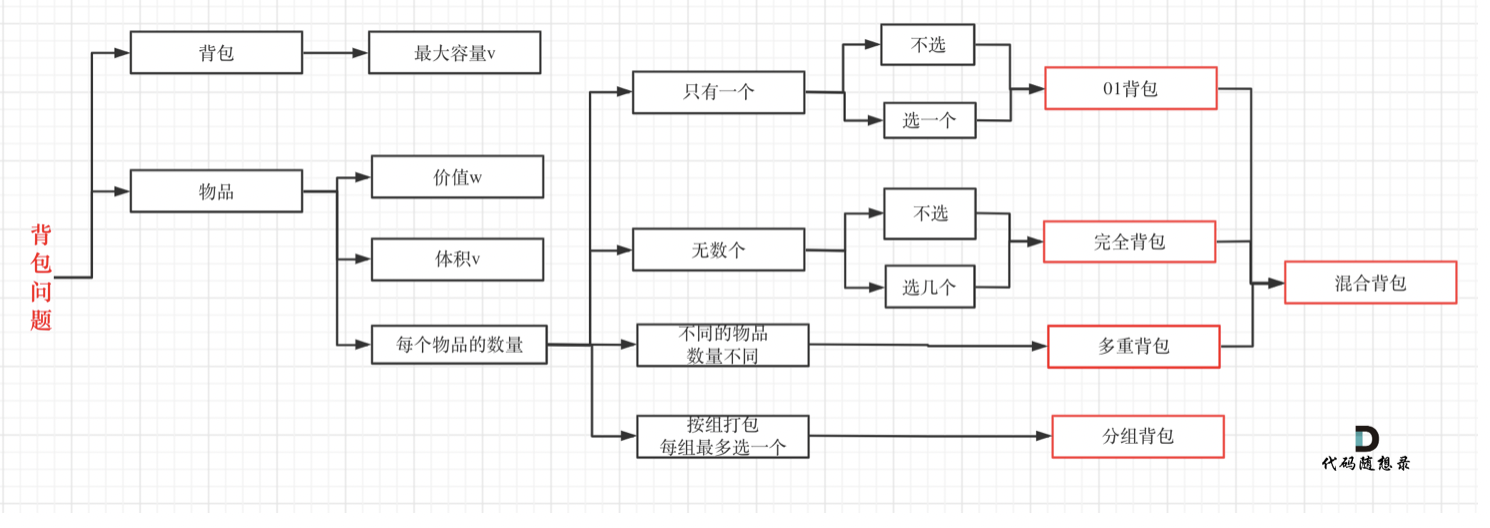 背包问题
背包
最大容量v
物品
价值w
体积v
每个物品的数量
只有一个
不选
选一个
01背包
无数个
不选
选几个
完全背包
不同的物品
数量不同
多重背包
混合背包
按组打包
每组最多选一个
分组背包
代码随想录